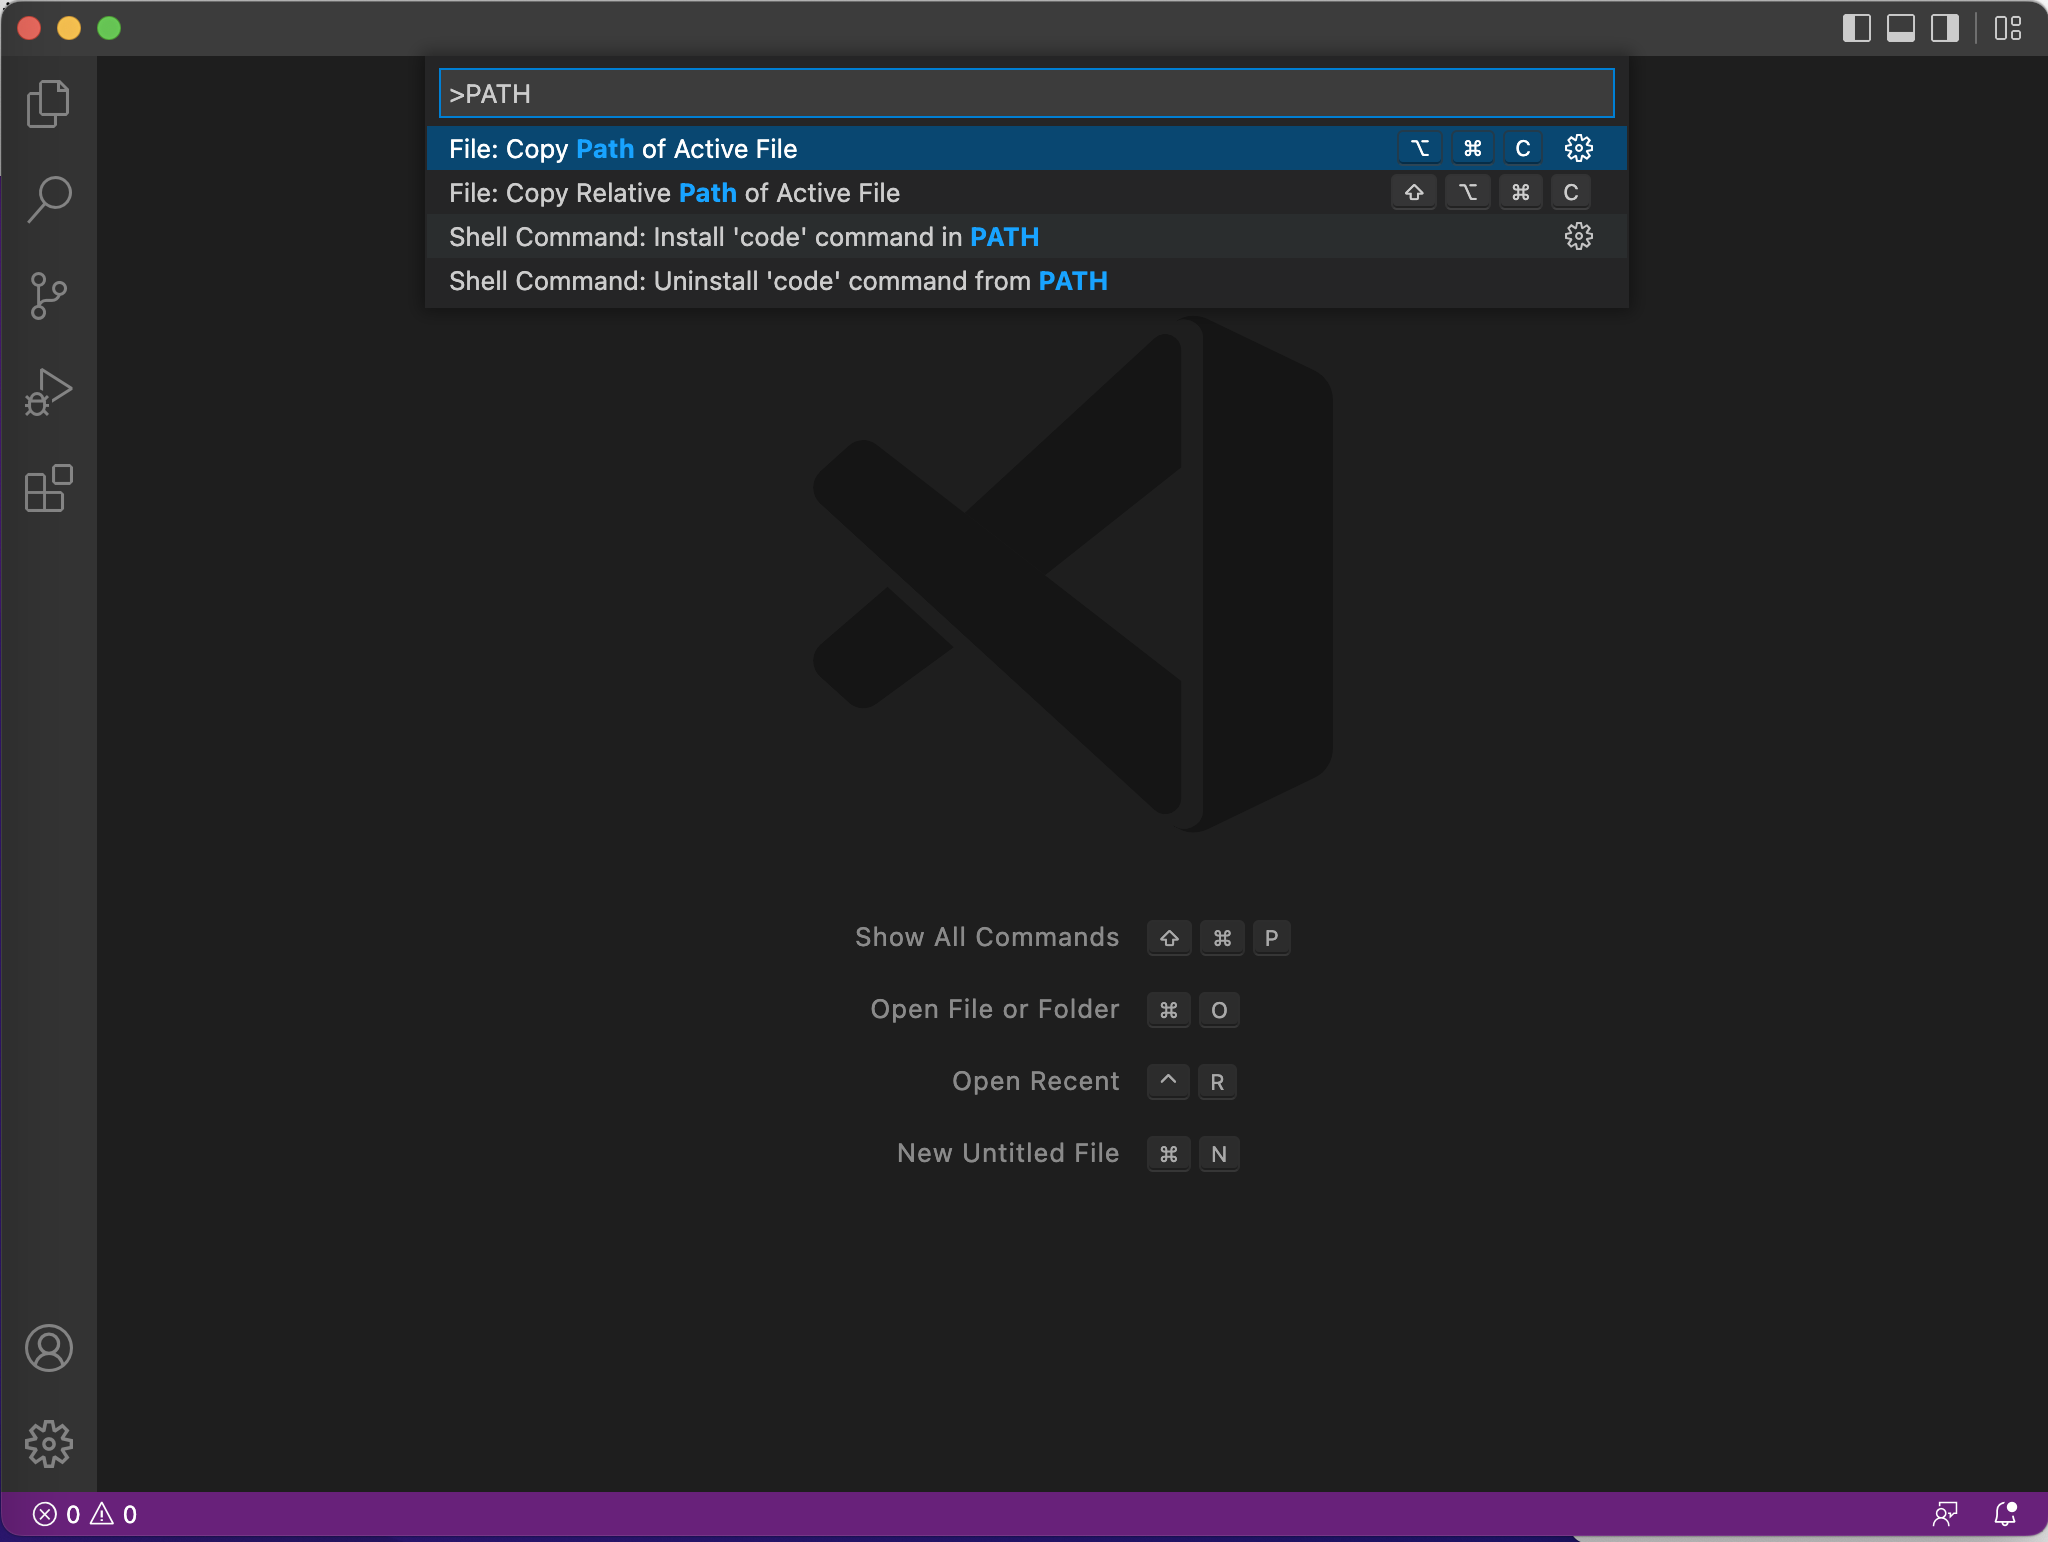 >PATH
File: Copy Path of Active File ⌥ ⌘ C
File: Copy Relative Path of Active File ⇧ ⌥ ⌘ C
Shell Command: Install 'code' command in PATH
Shell Command: Uninstall 'code' command from PATH
Show All Commands ⇧ ⌘ P
Open File or Folder ⌘ O
Open Recent ^ R
New Untitled File ⌘ N
0 0